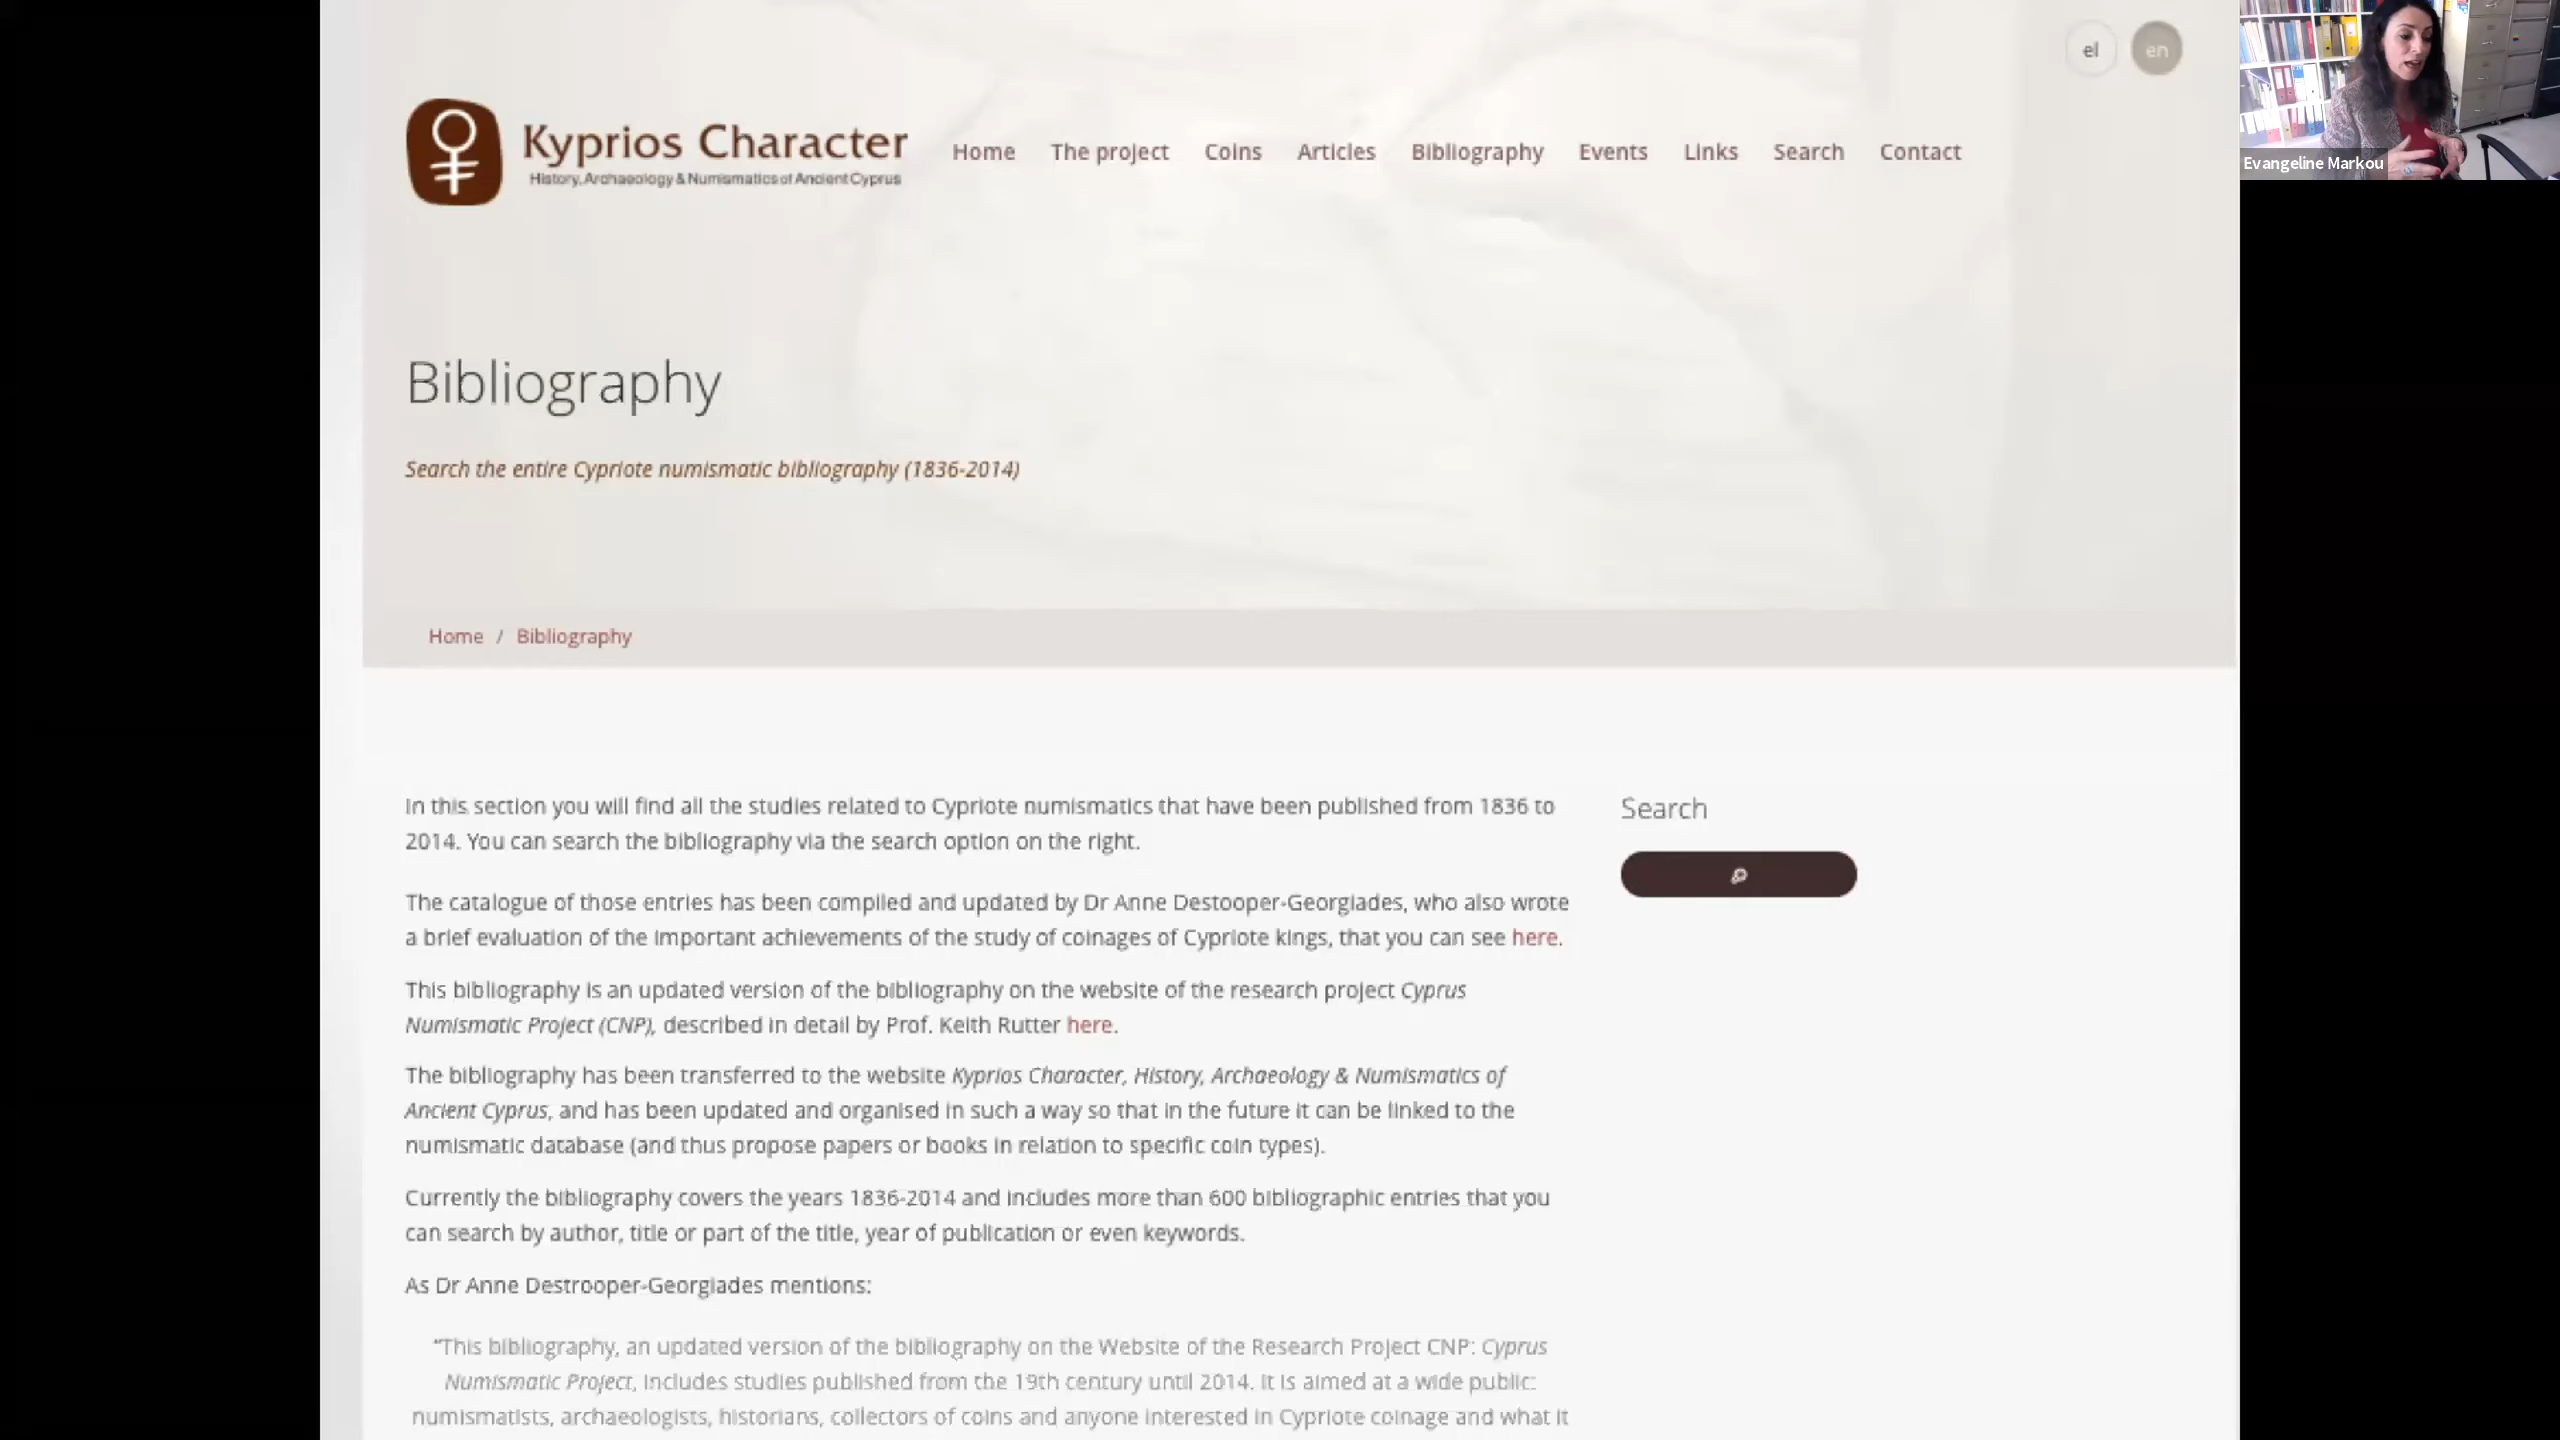 el
en
Evangeline Markou
Kyprios Character
History, Archaeology & Numismatics of Ancient Cyprus
Home
The project
Coins
Articles
Bibliography
Events
Links
Search
Contact
Bibliography
Search the entire Cypriote numismatic bibliography (1836-2014)
Home / Bibliography
In this section you will find all the studies related to Cypriote numismatics that have been published from 1836 to
2014. You can search the bibliography via the search option on the right.
Search
The catalogue of those entries has been compiled and updated by Dr Anne Destooper-Georgiades, who also wrote
a brief evaluation of the important achievements of the study of coinages of Cypriote kings, that you can see here.
This bibliography is an updated version of the bibliography on the website of the research project Cyprus
Numismatic Project (CNP), described in detail by Prof. Keith Rutter here.
The bibliography has been transferred to the website Kyprios Character, History, Archaeology & Numismatics of
Ancient Cyprus, and has been updated and organised in such a way so that in the future it can be linked to the
numismatic database (and thus propose papers or books in relation to specific coin types).
Currently the bibliography covers the years 1836-2014 and includes more than 600 bibliographic entries that you
can search by author, title or part of the title, year of publication or even keywords.
As Dr Anne Destrooper-Georgiades mentions:
"This bibliography, an updated version of the bibliography on the Website of the Research Project CNP: Cyprus
Numismatic Project, includes studies published from the 19th century until 2014. It is aimed at a wide public:
numismatists, archaeologists, historians, collectors of coins and anyone interested in Cypriote coinage and what it